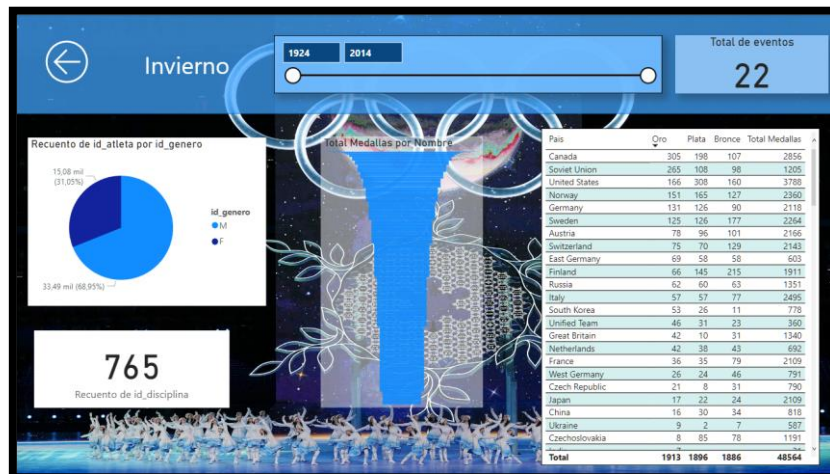 Invierno
1924 2014
Total de eventos
22
Recuento de id_atleta por id_genero
15,08 mil
(31,05%)
33,49 mil (68,95%)
id_genero
M
F
765
Recuento de id_disciplina
Total Medallas por Nombre
Pais Oro Plata Bronce Total Medallas
Canada 305 198 107 2856
Soviet Union 265 108 98 1205
United States 166 308 160 3788
Norway 151 165 127 2360
Germany 131 126 90 2118
Sweden 125 126 177 2264
Austria 78 96 101 2166
Switzerland 75 70 129 2143
East Germany 69 58 58 603
Finland 66 145 215 1911
Russia 62 60 63 1351
Italy 57 57 77 2495
South Korea 53 26 11 778
Unified Team 46 31 23 360
Great Britain 42 10 31 1340
Netherlands 42 38 43 692
France 36 35 79 2109
West Germany 26 24 46 791
Czech Republic 21 8 31 790
Japan 17 22 24 2109
China 16 30 34 818
Ukraine 9 2 7 587
Czechoslovakia 8 85 78 1191
Total 1913 1896 1886 48564